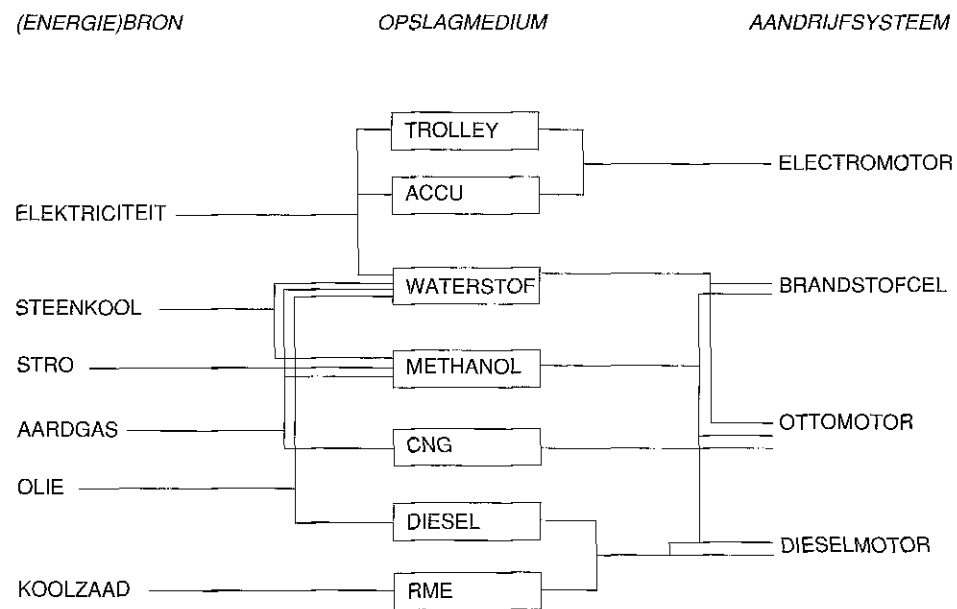 (ENERGIE)BRON OPSLAGMEDIUM AANDRIJFSYSTEEM
TROLLEY
ELECTROMOTOR
ACCU
ELEKTRICITEIT
WATERSTOF
BRANDSTOFCEL
STEENKOOL
STRO
METHANOL
AARDGAS
OTTOMOTOR
CNG
OLIE
DIESEL
DIESELMOTOR
KOOLZAAD
RME